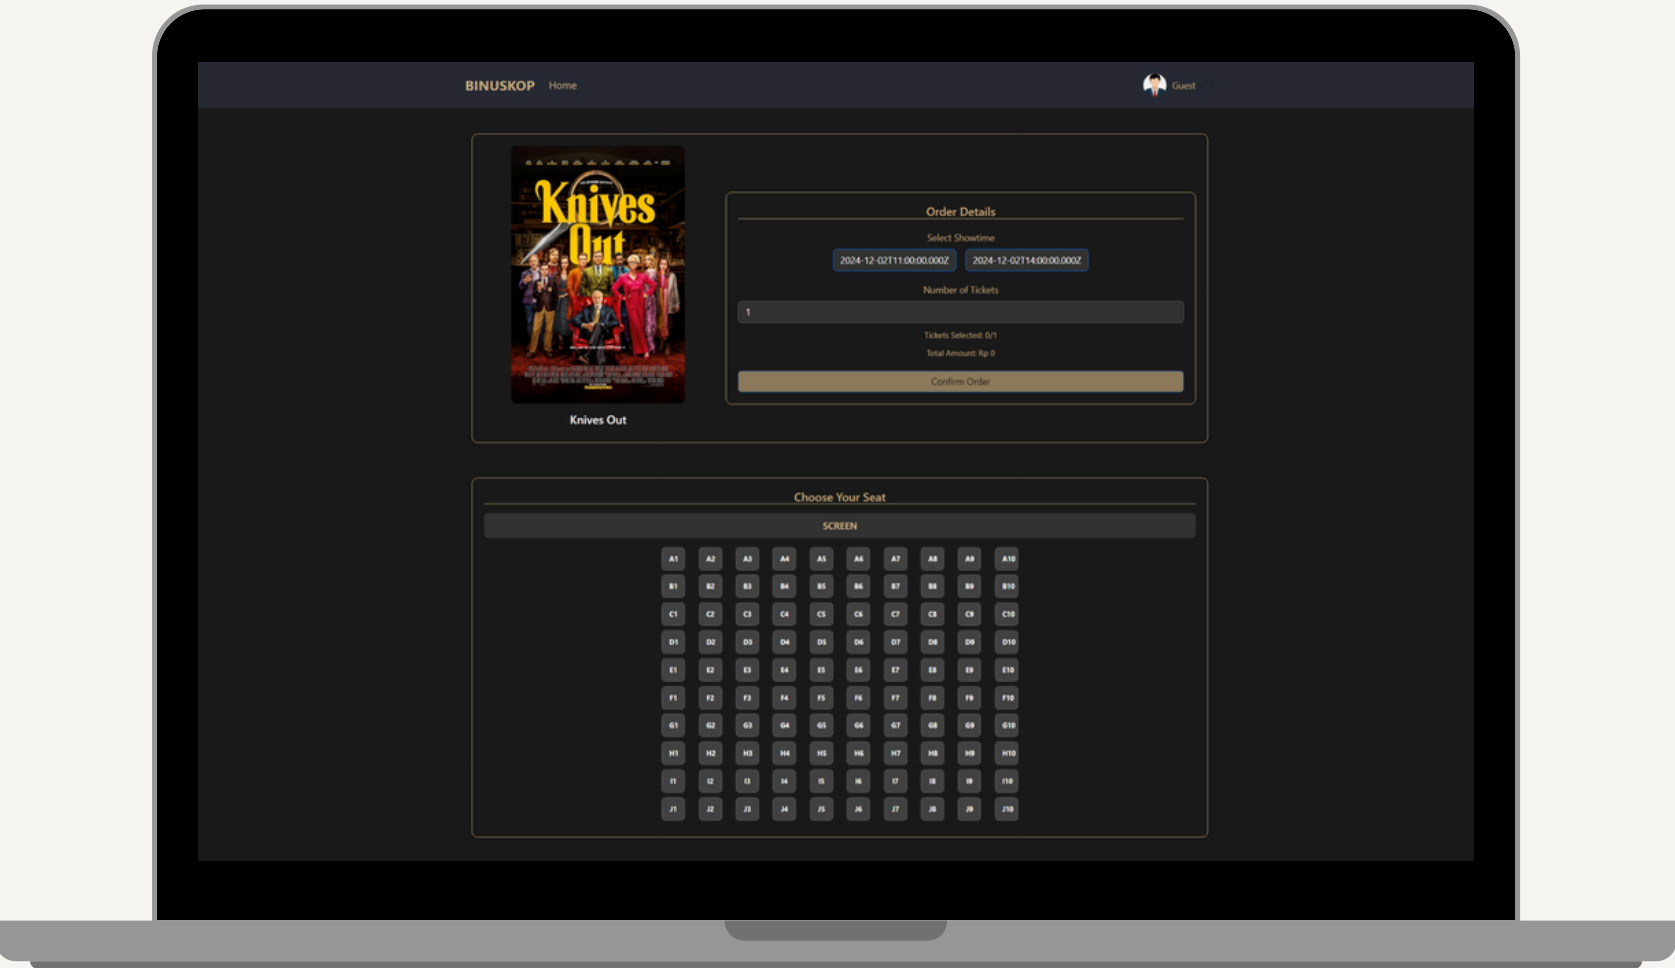 BINUSKOP Home Guest
Knives
Out
Knives Out
Order Details
Select Showtime
2024-12-02T11:00:00.000Z 2024-12-02T14:00:00.000Z
Number of Tickets
1
Tickets Selected: 0/1
Total Amount: Rp 0
Confirm Order
Choose Your Seat
SCREEN
A1 A2 A3 A4 A5 A6 A7 A8 A9 A10
B1 B2 B3 B4 B5 B6 B7 B8 B9 B10
C1 C2 C3 C4 C5 C6 C7 C8 C9 C10
D1 D2 D3 D4 D5 D6 D7 D8 D9 D10
E1 E2 E3 E4 E5 E6 E7 E8 E9 E10
F1 F2 F3 F4 F5 F6 F7 F8 F9 F10
G1 G2 G3 G4 G5 G6 G7 G8 G9 G10
H1 H2 H3 H4 H5 H6 H7 H8 H9 H10
I1 I2 I3 I4 I5 I6 I7 I8 I9 I10
J1 J2 J3 J4 J5 J6 J7 J8 J9 J10